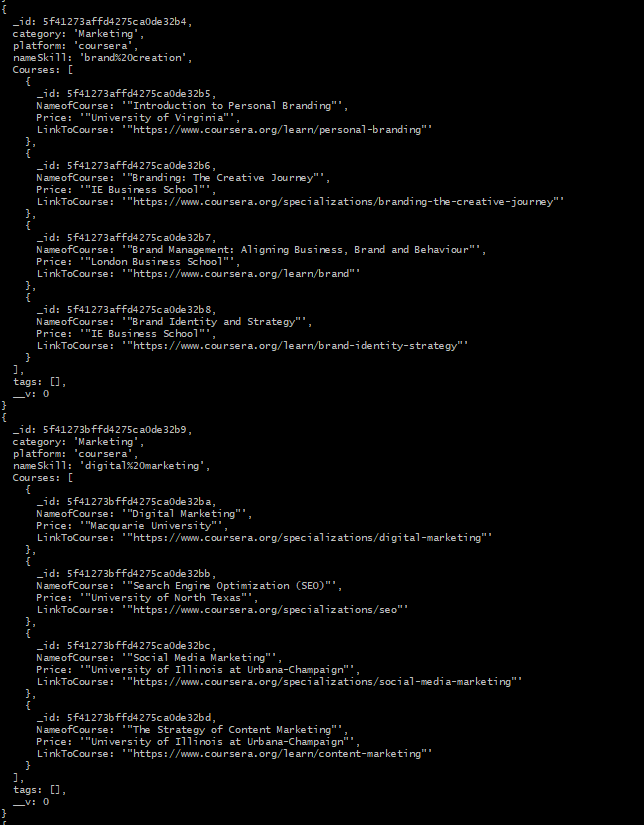 }
{
  _id: 5f41273affd4275ca0de32b4,
  category: 'Marketing',
  platform: 'coursera',
  nameSkill: 'brand%20creation',
  Courses: [
    {
      _id: 5f41273affd4275ca0de32b5,
      NameofCourse: '"Introduction to Personal Branding"',
      Price: '"University of Virginia"',
      LinkToCourse: '"https://www.coursera.org/learn/personal-branding"'
    },
    {
      _id: 5f41273affd4275ca0de32b6,
      NameofCourse: '"Branding: The Creative Journey"',
      Price: '"IE Business School"',
      LinkToCourse: '"https://www.coursera.org/specializations/branding-the-creative-journey"'
    },
    {
      _id: 5f41273affd4275ca0de32b7,
      NameofCourse: '"Brand Management: Aligning Business, Brand and Behaviour"',
      Price: '"London Business School"',
      LinkToCourse: '"https://www.coursera.org/learn/brand"'
    },
    {
      _id: 5f41273affd4275ca0de32b8,
      NameofCourse: '"Brand Identity and Strategy"',
      Price: '"IE Business School"',
      LinkToCourse: '"https://www.coursera.org/learn/brand-identity-strategy"'
    }
  ],
  tags: [],
  __v: 0
}
{
  _id: 5f41273bffd4275ca0de32b9,
  category: 'Marketing',
  platform: 'coursera',
  nameSkill: 'digital%20marketing',
  Courses: [
    {
      _id: 5f41273bffd4275ca0de32ba,
      NameofCourse: '"Digital Marketing"',
      Price: '"Macquarie University"',
      LinkToCourse: '"https://www.coursera.org/specializations/digital-marketing"'
    },
    {
      _id: 5f41273bffd4275ca0de32bb,
      NameofCourse: '"Search Engine Optimization (SEO)"',
      Price: '"University of North Texas"',
      LinkToCourse: '"https://www.coursera.org/specializations/seo"'
    },
    {
      _id: 5f41273bffd4275ca0de32bc,
      NameofCourse: '"Social Media Marketing"',
      Price: '"University of Illinois at Urbana-Champaign"',
      LinkToCourse: '"https://www.coursera.org/specializations/social-media-marketing"'
    },
    {
      _id: 5f41273bffd4275ca0de32bd,
      NameofCourse: '"The Strategy of Content Marketing"',
      Price: '"University of Illinois at Urbana-Champaign"',
      LinkToCourse: '"https://www.coursera.org/learn/content-marketing"'
    }
  ],
  tags: [],
  __v: 0
}
{